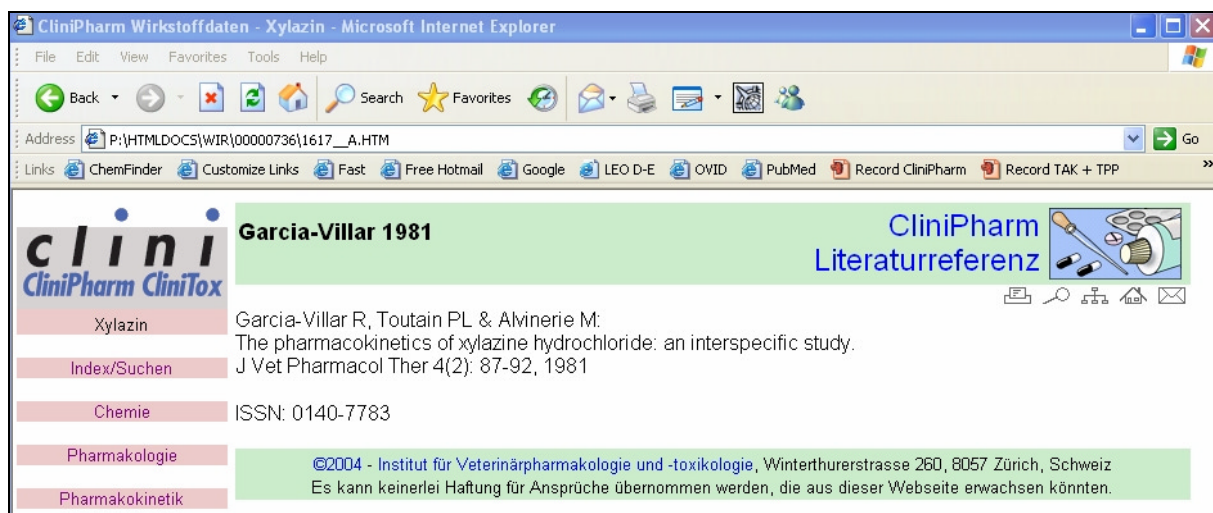 CliniPharm Wirkstoffdaten - Xylazin - Microsoft Internet Explorer
File Edit View Favorites Tools Help
Back Search Favorites
Address P:\HTMLDOCS\WIR\00000736\1617__A.HTM Go
Links ChemFinder Customize Links Fast Free Hotmail Google LEO D-E OVID PubMed Record CliniPharm Record TAK + TPP »
clini
CliniPharm CliniTox
Xylazin
Index/Suchen
Chemie
Pharmakologie
Pharmakokinetik
Garcia-Villar 1981
CliniPharm
Literaturreferenz
Garcia-Villar R, Toutain PL & Alvinerie M:
The pharmacokinetics of xylazine hydrochloride: an interspecific study.
J Vet Pharmacol Ther 4(2): 87-92, 1981
ISSN: 0140-7783
©2004 - Institut für Veterinärpharmakologie und -toxikologie, Winterthurerstrasse 260, 8057 Zürich, Schweiz
Es kann keinerlei Haftung für Ansprüche übernommen werden, die aus dieser Webseite erwachsen könnten.